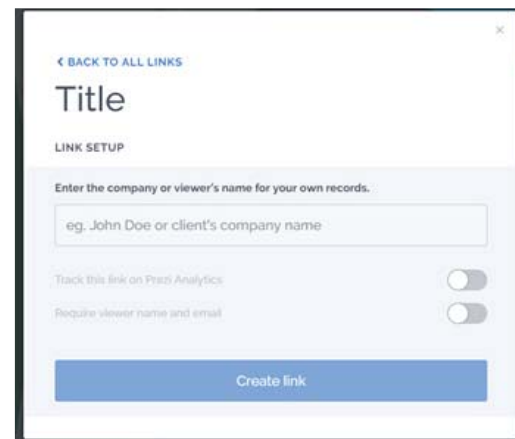 < BACK TO ALL LINKS
Title
LINK SETUP
Enter the company or viewer's name for your own records.
eg. John Doe or client's company name
Track this link on Prezi Analytics
Require viewer name and email
Create link